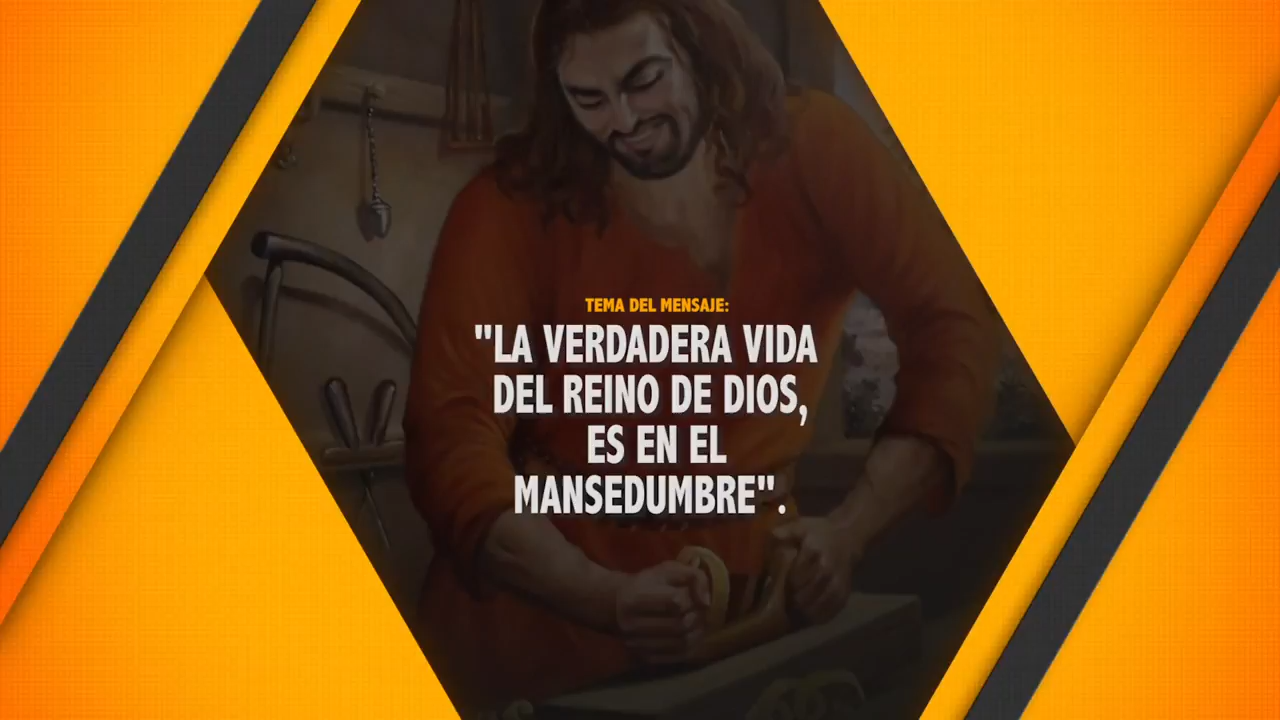 TEMA DEL MENSAJE:
"LA VERDADERA VIDA
DEL REINO DE DIOS,
ES EN EL
MANSEDUMBRE".